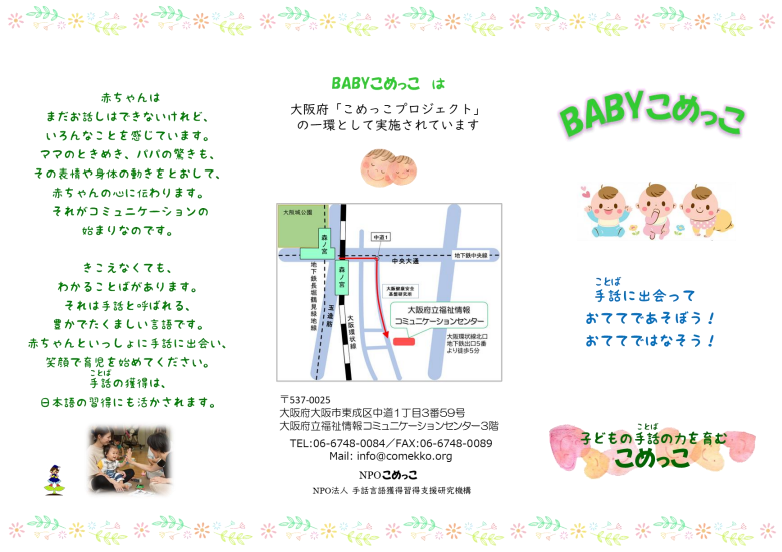 赤ちゃんは
まだお話しはできないけれど、
いろんなことを感じています。
ママのときめき、パパの驚きも、
その表情や身体の動きをとおして、
赤ちゃんの心に伝わります。
それがコミュニケーションの
始まりなのです。
きこえなくても、
わかることばがあります。
それは手話と呼ばれる、
豊かでたくましい言語です。
赤ちゃんといっしょに手話に出会い、
笑顔で育児を始めてください。
ことば
手話の獲得は、
日本語の習得にも活かされます。
BABYこめっこ は
大阪府「こめっこプロジェクト」
の一環として実施されています
大阪城公園
森ノ宮
中道1
地下鉄中央線
中央大通
森ノ宮
地下鉄長堀鶴見緑地線
玉造筋
大阪環状線
大阪健康安全
基盤研究所
大阪府立福祉情報
コミュニケーションセンター
大阪環状線北口
地下鉄出口5番
より徒歩5分
〒537-0025
大阪府大阪市東成区中道1丁目3番59号
大阪府立福祉情報コミュニケーションセンター3階
TEL:06-6748-0084/FAX:06-6748-0089
Mail: info@comekko.org
NPOこめっこ
NPO法人 手話言語獲得習得支援研究機構
BABYこめっこ
ことば
手話に出会って
おててであそぼう!
おててではなそう!
ことば
子どもの手話の力を育む
こめっこ